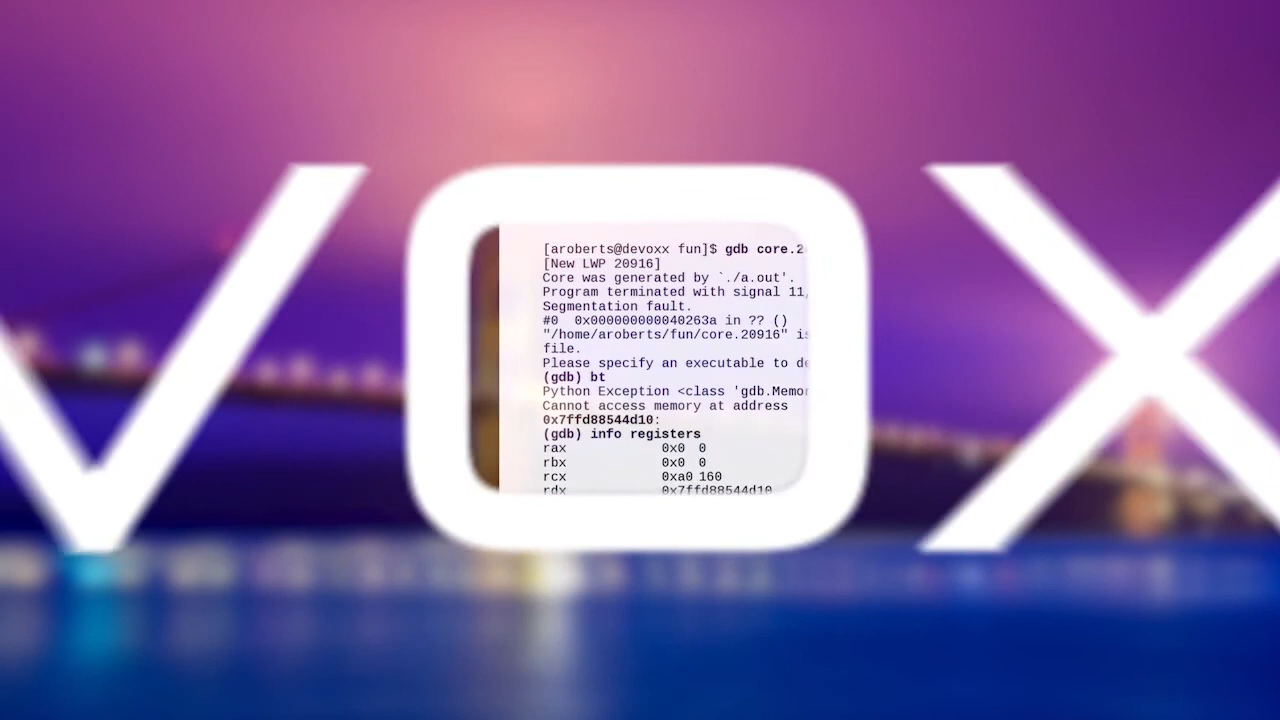 VOX
[aroberts@devoxx fun]$ gdb core.2
[New LWP 20916]
Core was generated by `./a.out'.
Program terminated with signal 11,
Segmentation fault.
#0  0x000000000040263a in ?? ()
"/home/aroberts/fun/core.20916" is
file.
Please specify an executable to de
(gdb) bt
Python Exception <class 'gdb.Memor
Cannot access memory at address
0x7ffd88544d10:
(gdb) info registers
rax            0x0  0
rbx            0x0  0
rcx            0xa0 160
rdx            0x7ffd88544d10